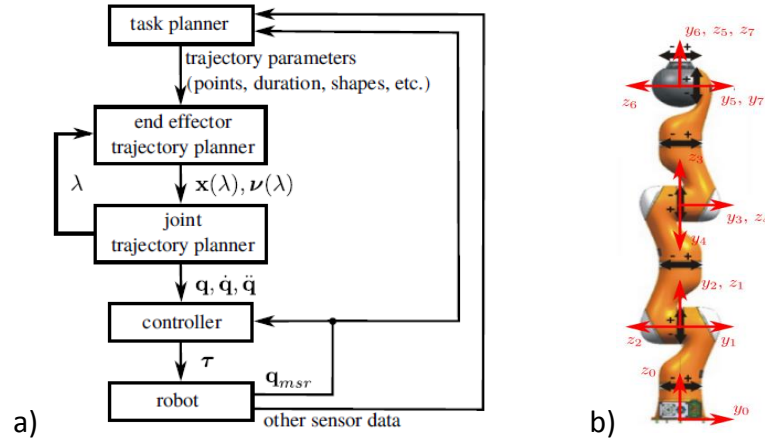 task planner
trajectory parameters
(points, duration, shapes, etc.)
end effector
trajectory planner
λ
x(λ), ν(λ)
joint
trajectory planner
q, q̇, q̈
controller
τ
q_msr
robot
other sensor data
a)
y₆, z₅, z₇
- +
+
z₆
-
y₅, y₇
- +
z₃
-
+
y₃, z
y₄
- +
y₂, z₁
+
-
z₂
y₁
z₀
- +
y₀
b)